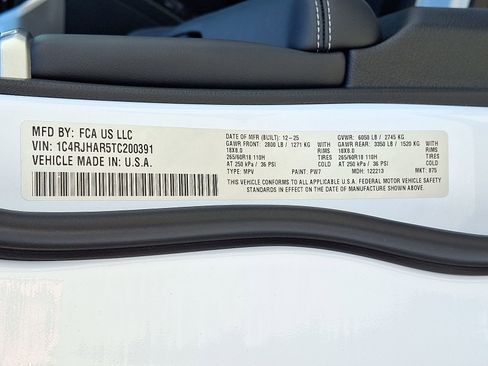 MFD BY: FCA US LLC
VIN: 1C4RJHAR5TC200391
VEHICLE MADE IN U.S.A.
DATE OF MFR (BUILT): 12-25 GVWR: 6050 LB / 2745 KG
GAWR FRONT: 2800 LB / 1271 KG WITH GAWR REAR: 3350 LB / 1520 KG WITH
18X8.0 RIMS 18X8.0 RIMS
265/60R18 110H TIRES 265/60R18 110H TIRES
AT 250 kPa / 36 PSI COLD AT 250 kPa / 36 PSI COLD
TYPE: MPV PAINT: PW7 MDH: 122213 MKT: 875
THIS VEHICLE CONFORMS TO ALL APPLICABLE U.S.A. FEDERAL MOTOR VEHICLE SAFETY
STANDARDS IN EFFECT ON THE DATE OF MANUFACTURE SHOWN ABOVE.